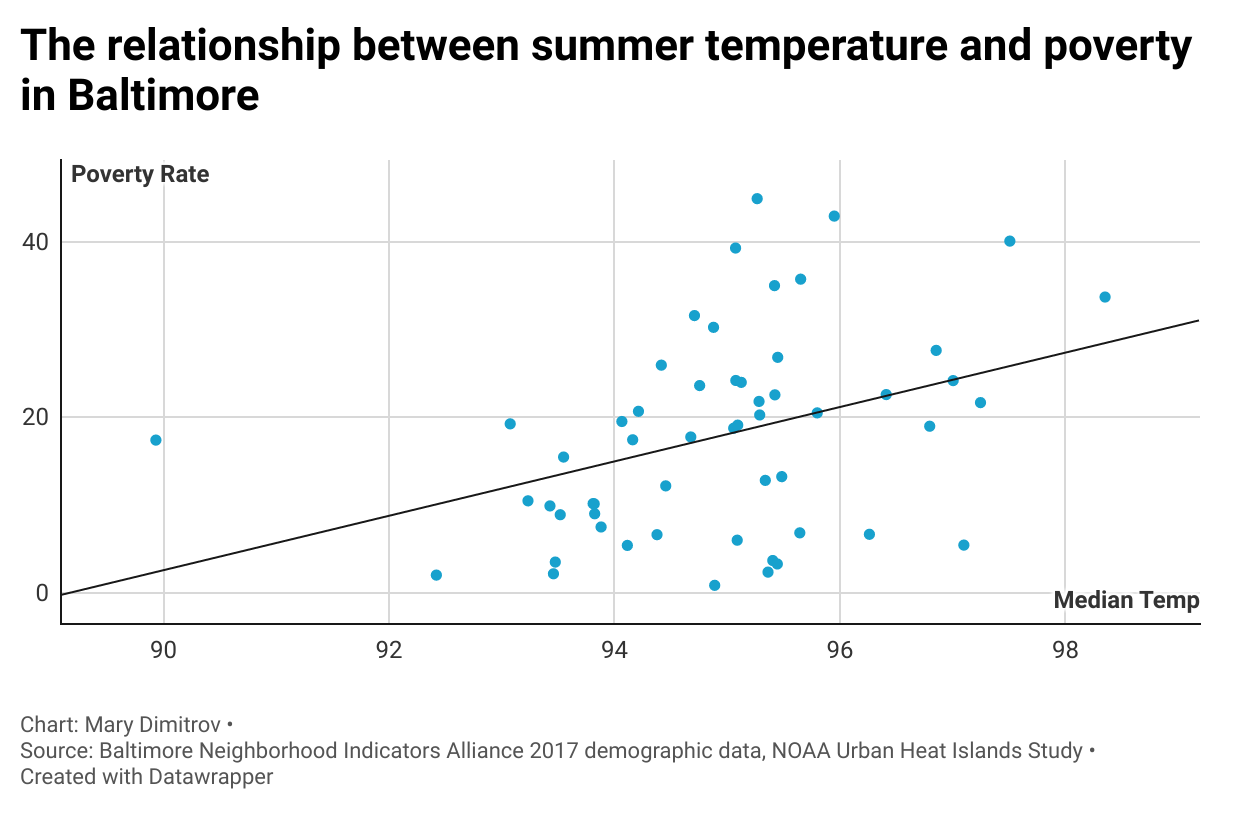 The relationship between summer temperature and poverty
in Baltimore
Poverty Rate
40
20
0
Median Temp
90 92 94 96 98
Chart: Mary Dimitrov •
Source: Baltimore Neighborhood Indicators Alliance 2017 demographic data, NOAA Urban Heat Islands Study •
Created with Datawrapper